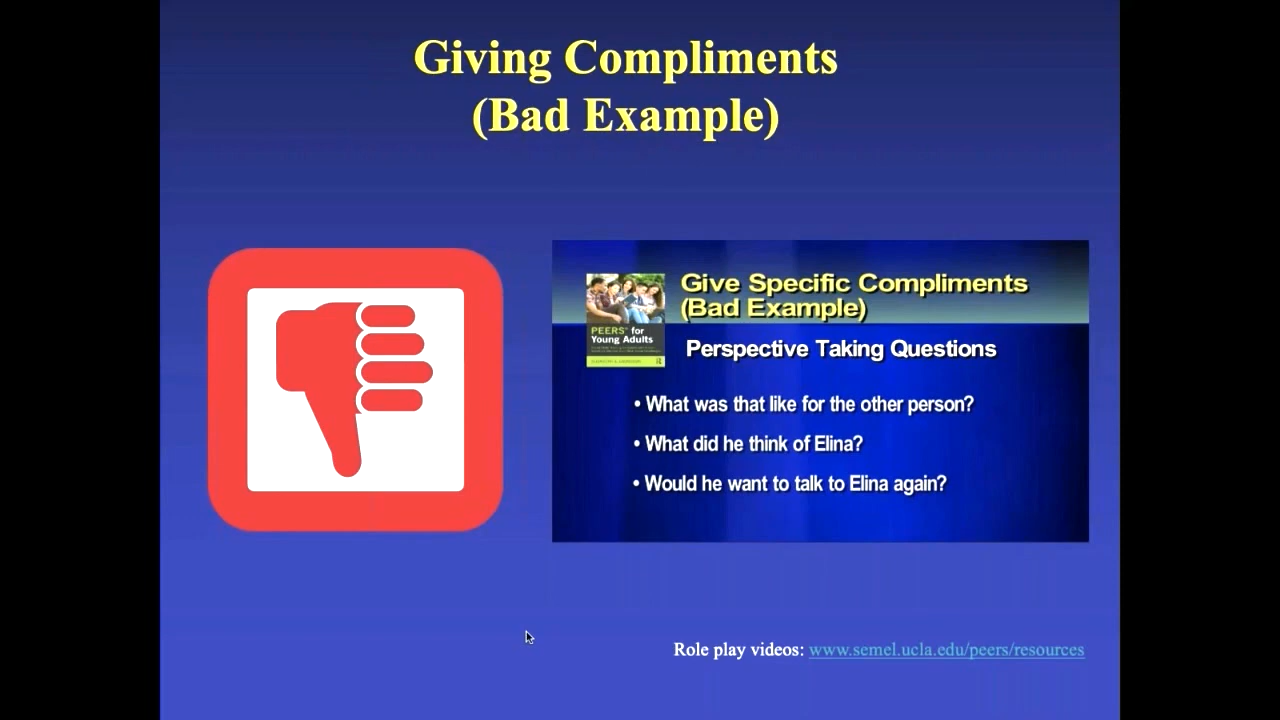 Giving Compliments
(Bad Example)
Give Specific Compliments
(Bad Example)
PEERS® for
Young Adults
Perspective Taking Questions
• What was that like for the other person?
• What did he think of Elina?
• Would he want to talk to Elina again?
Role play videos: www.semel.ucla.edu/peers/resources